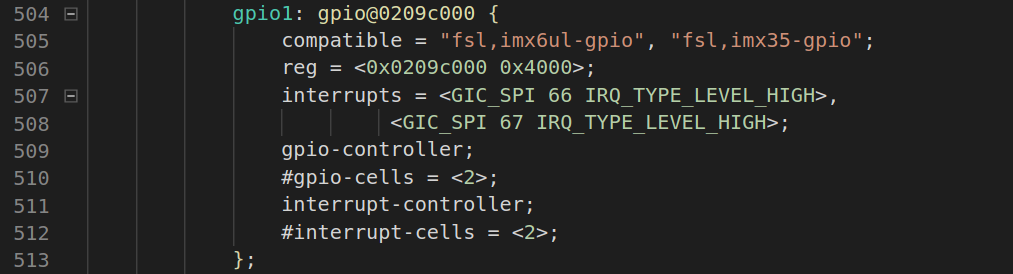 504 gpio1: gpio@0209c000 {
505 compatible = "fsl,imx6ul-gpio", "fsl,imx35-gpio";
506 reg = <0x0209c000 0x4000>;
507 interrupts = <GIC_SPI 66 IRQ_TYPE_LEVEL_HIGH>,
508 <GIC_SPI 67 IRQ_TYPE_LEVEL_HIGH>;
509 gpio-controller;
510 #gpio-cells = <2>;
511 interrupt-controller;
512 #interrupt-cells = <2>;
513 };